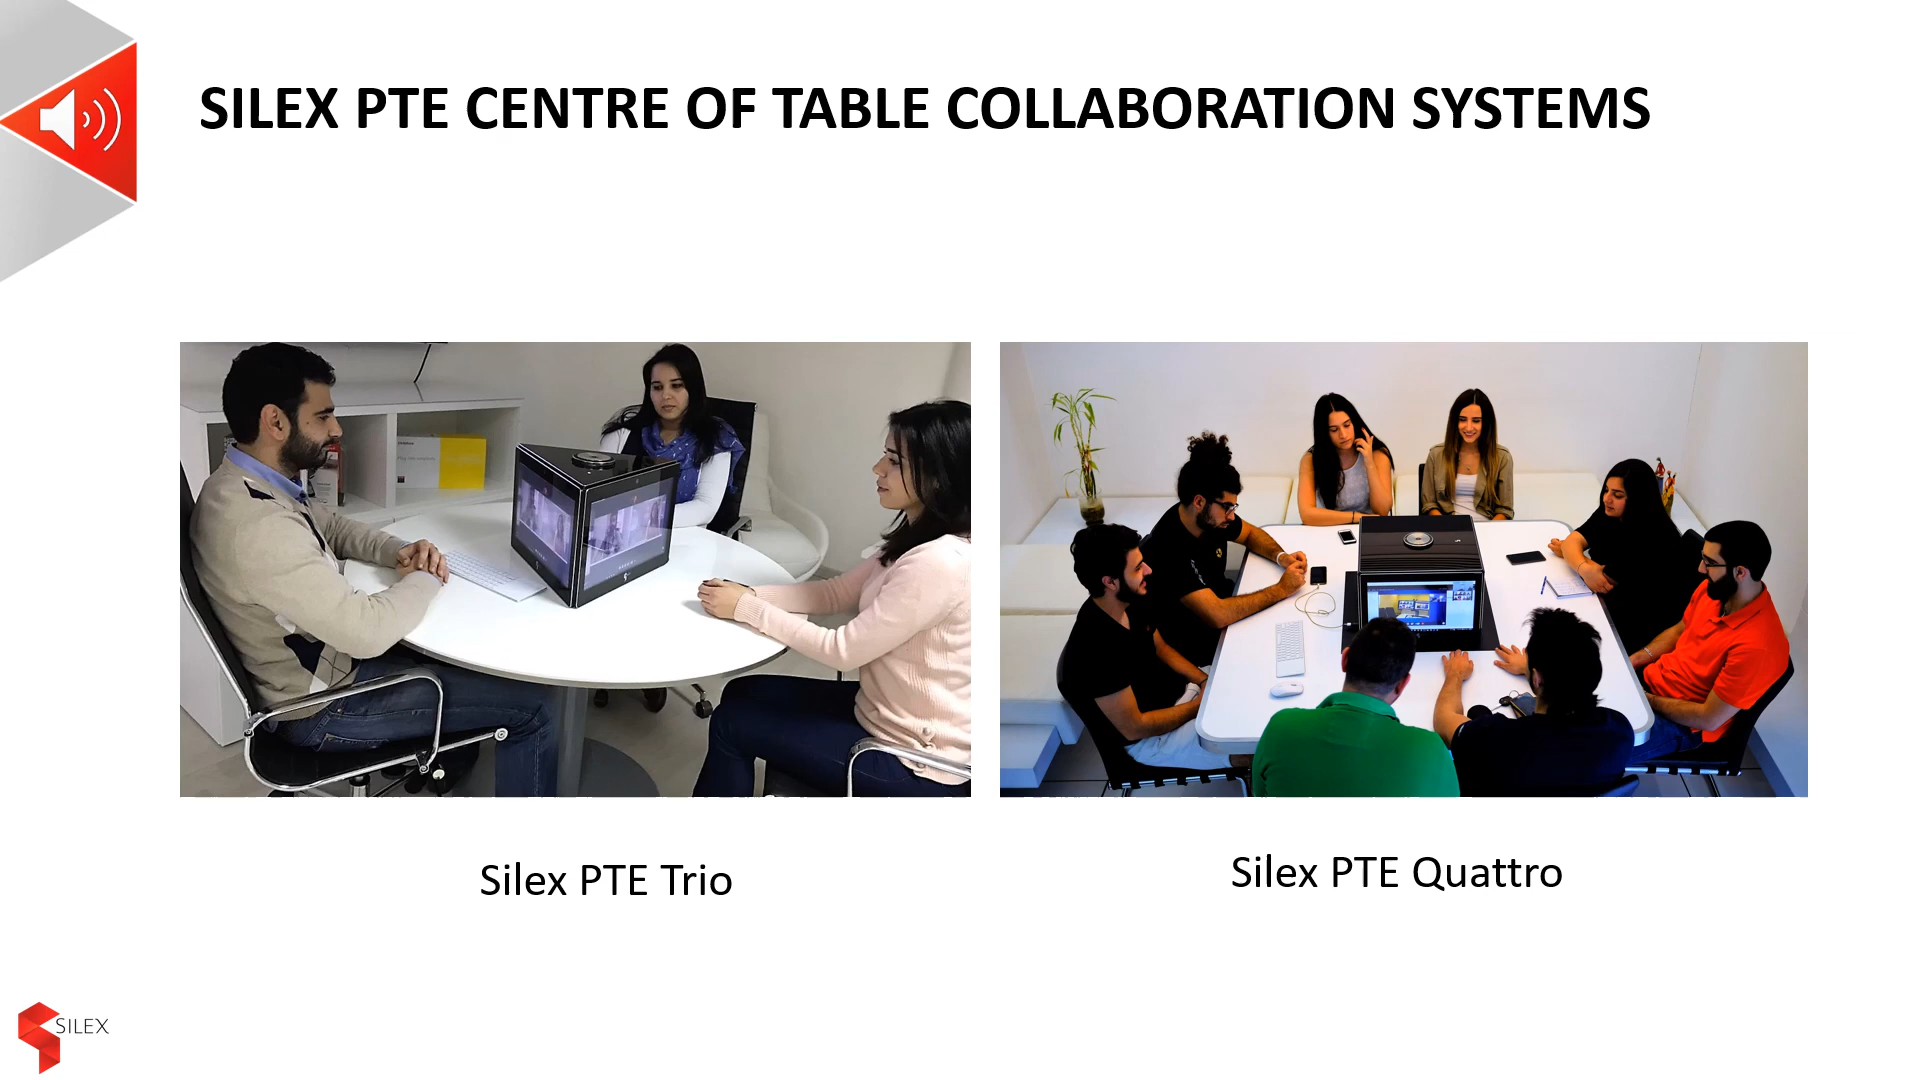 SILEX PTE CENTRE OF TABLE COLLABORATION SYSTEMS
Silex PTE Trio
Silex PTE Quattro
SILEX